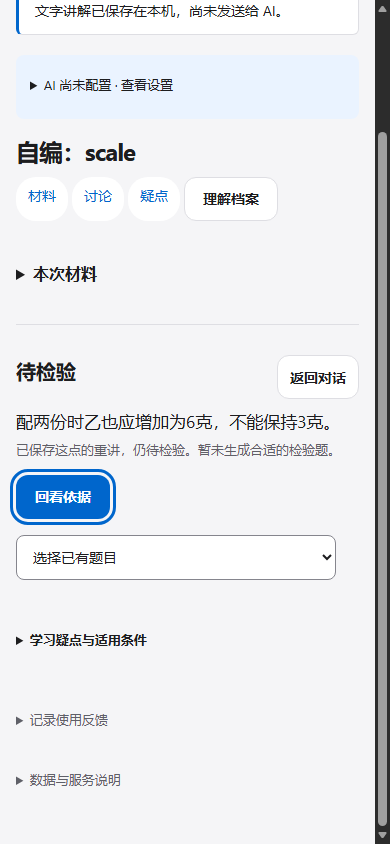 文字讲解已保存在本机，尚未发送给 AI。
AI 尚未配置 · 查看设置
自编：scale
材料 讨论 疑点 理解档案
本次材料
待检验 返回对话
配两份时乙也应增加为6克，不能保持3克。
已保存这点的重讲，仍待检验。暂未生成合适的检验题。
回看依据
选择已有题目
学习疑点与适用条件
记录使用反馈
数据与服务说明